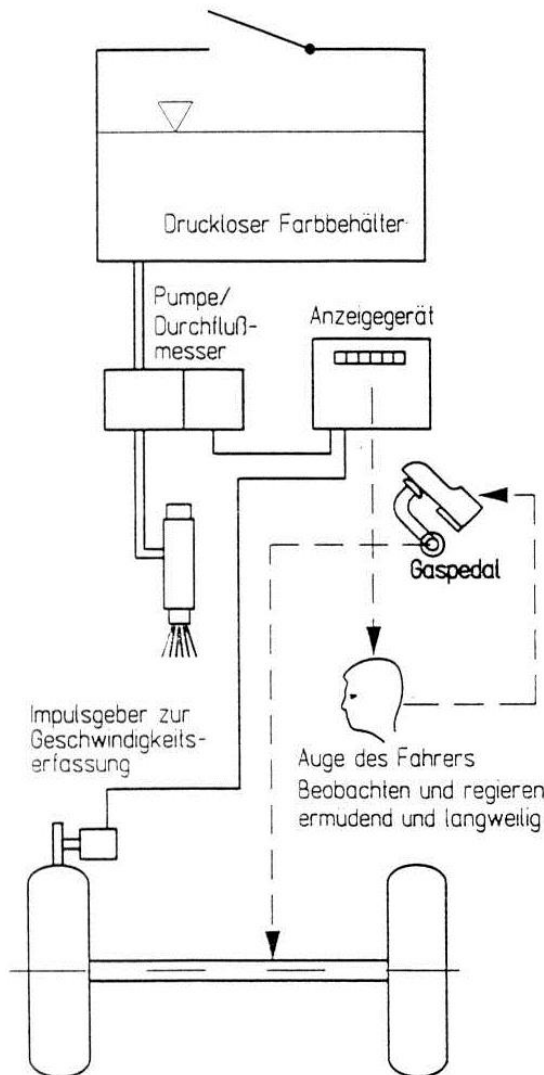 Druckloser Farbbehälter
Pumpe/
Durchfluß-
messer
Anzeigegerät
Gaspedal
Impulsgeber zur
Geschwindigkeits-
erfassung
Auge des Fahrers
Beobachten und regieren
ermüdend und langweilig